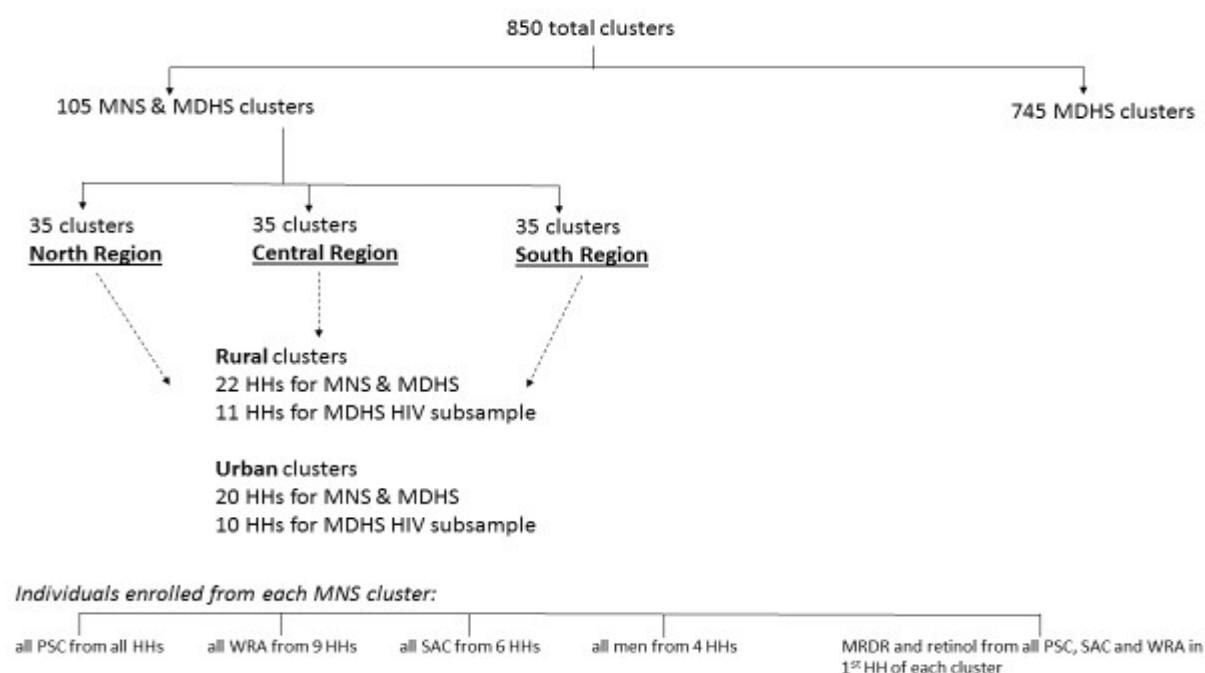 850 total clusters
105 MNS & MDHS clusters
745 MDHS clusters
35 clusters
North Region
35 clusters
Central Region
35 clusters
South Region
Rural clusters
22 HHs for MNS & MDHS
11 HHs for MDHS HIV subsample
Urban clusters
20 HHs for MNS & MDHS
10 HHs for MDHS HIV subsample
Individuals enrolled from each MNS cluster:
all PSC from all HHs
all WRA from 9 HHs
all SAC from 6 HHs
all men from 4 HHs
MRDR and retinol from all PSC, SAC and WRA in
1st HH of each cluster